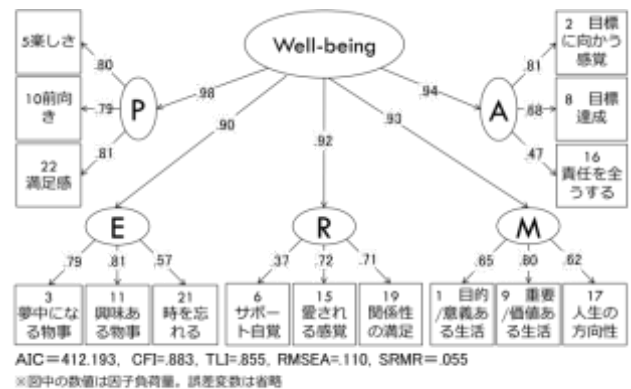 Well-being
5楽しさ
.80
10前向
き
.79
22
満足感
.81
P
.98
2 目標
に向かう
感覚
.81
8 目標
達成
.68
16
責任を全
うする
.47
A
.94
.90
.92
.93
E
R
M
.79
.81
.57
.37
.72
.71
.65
.80
.62
3
夢中にな
る物事
11
興味あ
る物事
21
時を忘
れる
6
サポー
ト自覚
15
愛され
る感覚
19
関係性
の満足
1 目的
/意義あ
る生活
9 重要
/価値あ
る生活
17
人生の
方向性
AIC=412.193, CFI=.883, TLI=.855, RMSEA=.110, SRMR=.055
※図中の数値は因子負荷量。誤差変数は省略